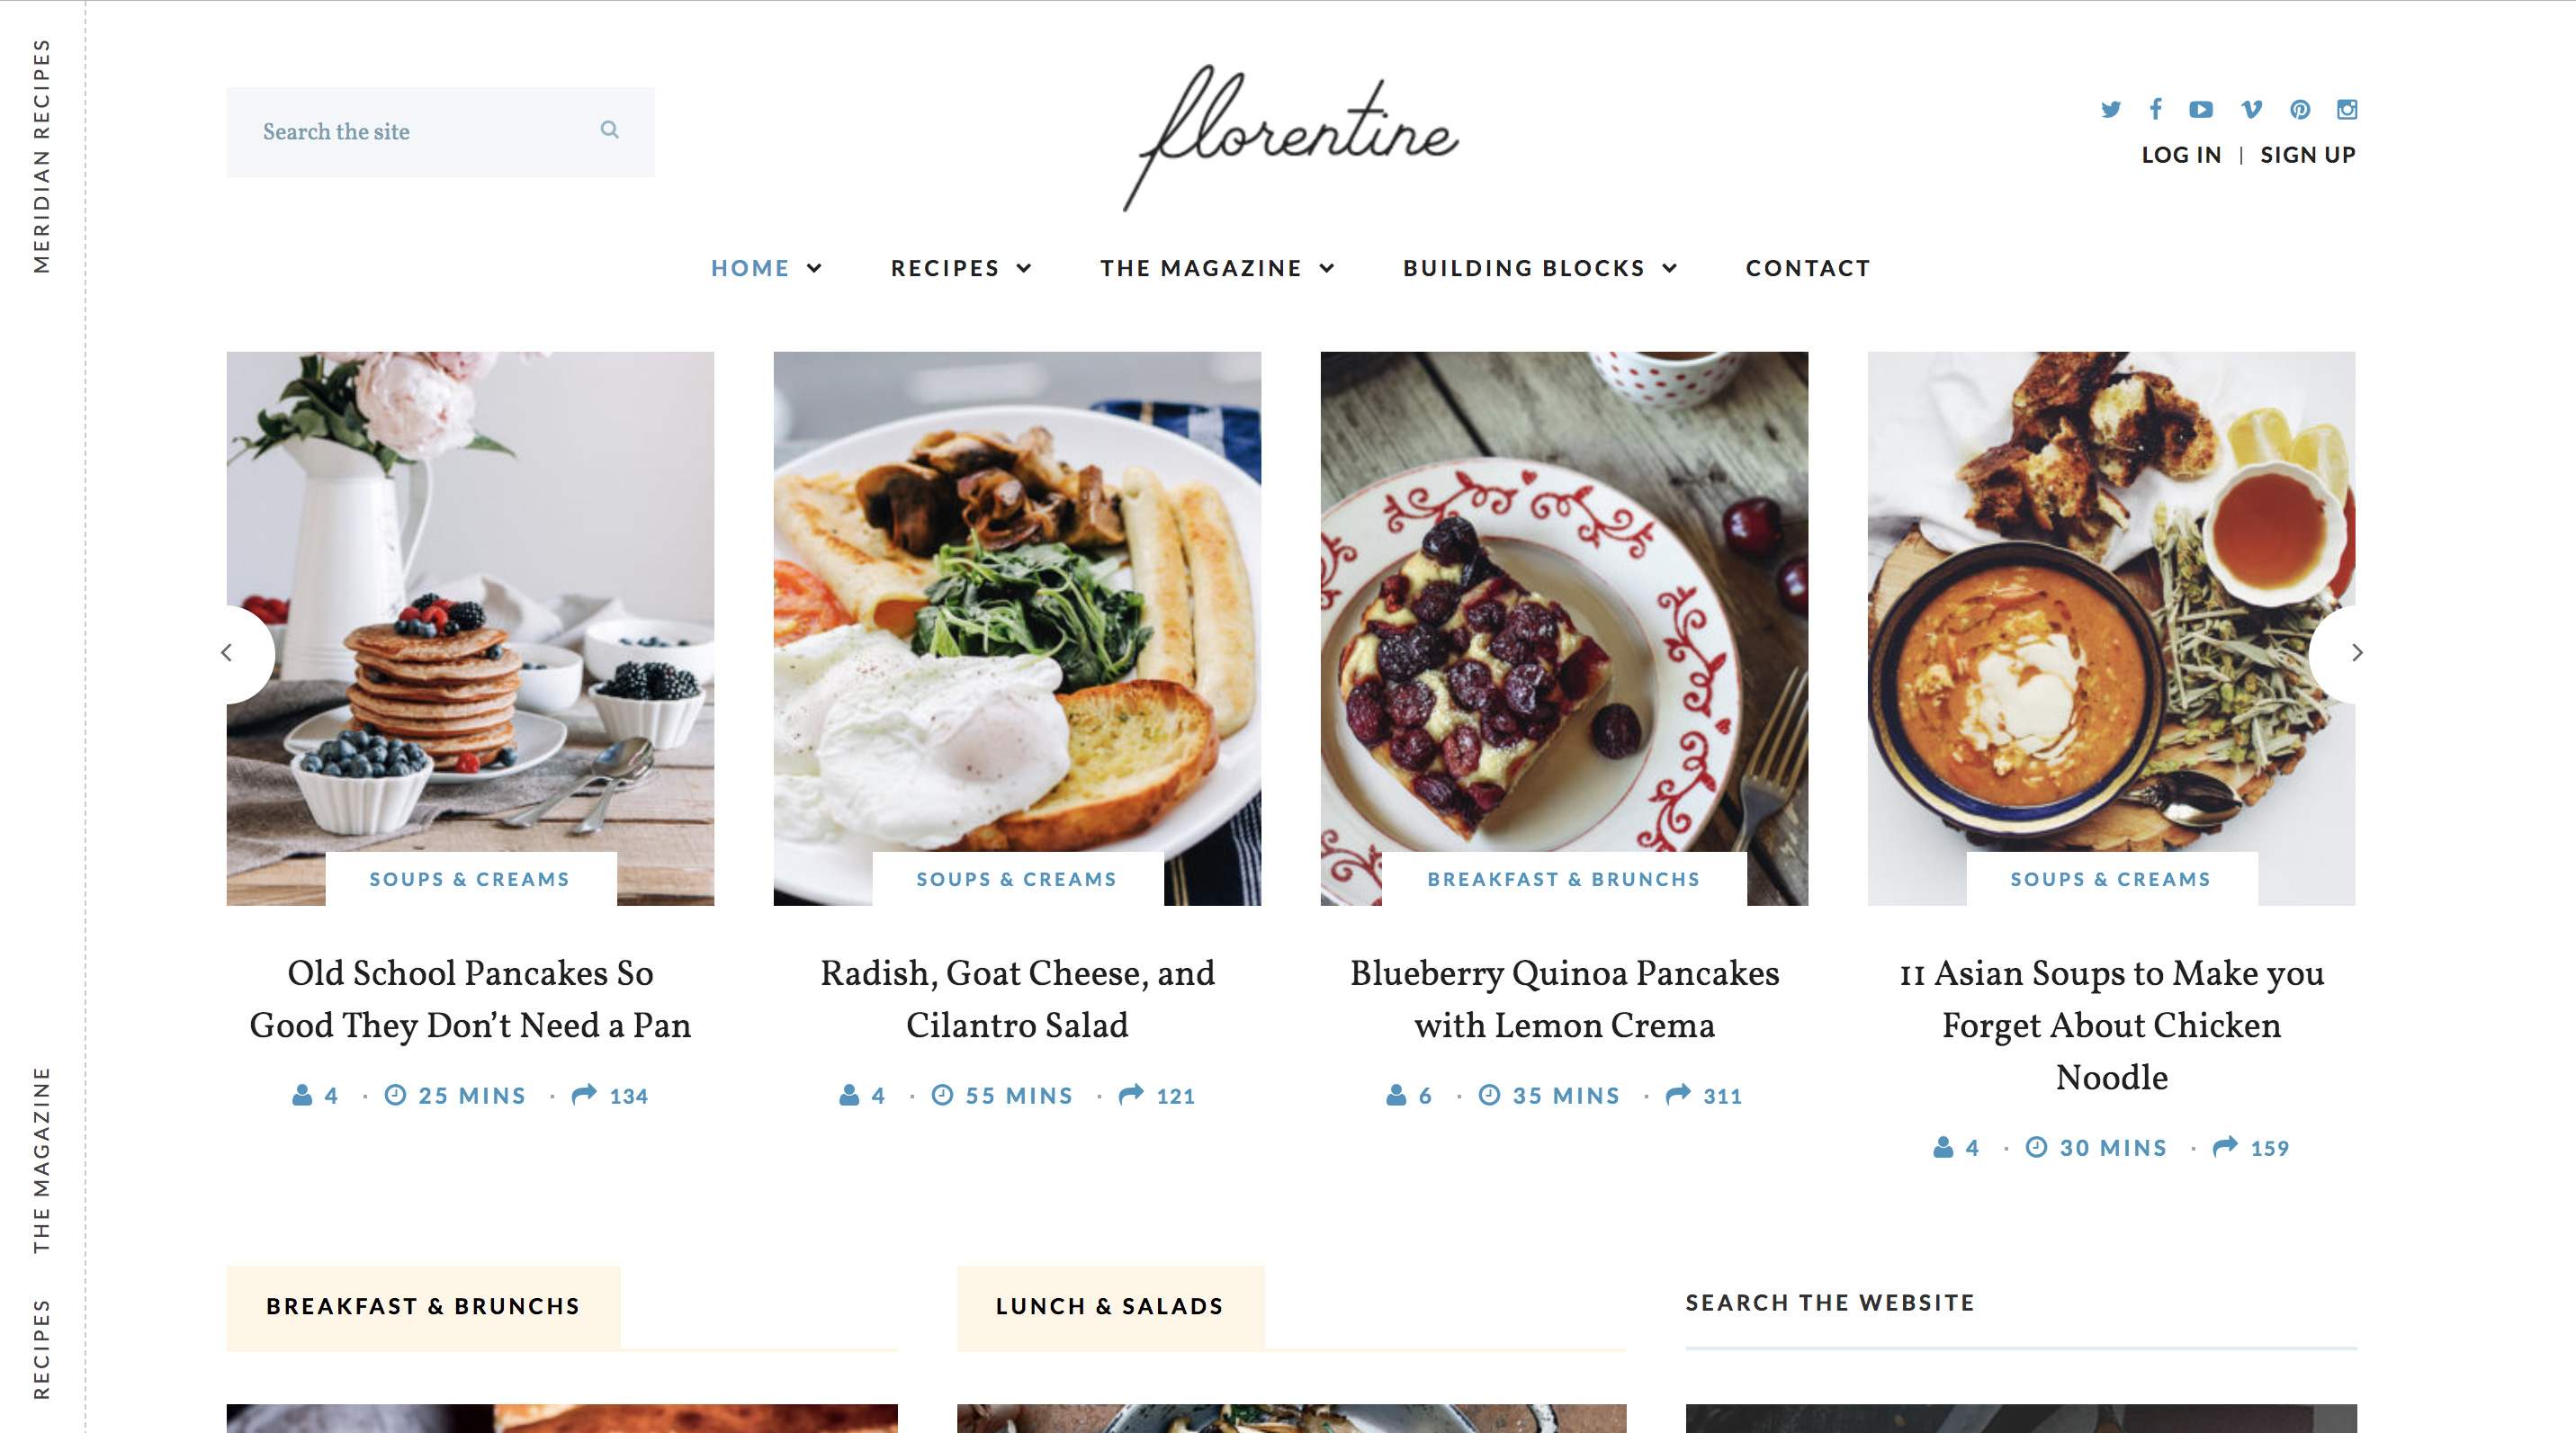 MERIDIAN RECIPES
Search the site
florentine
LOG IN | SIGN UP
HOME RECIPES THE MAGAZINE BUILDING BLOCKS CONTACT
SOUPS & CREAMS
Old School Pancakes So
Good They Don’t Need a Pan
4 · 25 MINS · 134
SOUPS & CREAMS
Radish, Goat Cheese, and
Cilantro Salad
4 · 55 MINS · 121
BREAKFAST & BRUNCHS
Blueberry Quinoa Pancakes
with Lemon Crema
6 · 35 MINS · 311
SOUPS & CREAMS
11 Asian Soups to Make you
Forget About Chicken
Noodle
4 · 30 MINS · 159
THE MAGAZINE
RECIPES
BREAKFAST & BRUNCHS
LUNCH & SALADS
SEARCH THE WEBSITE